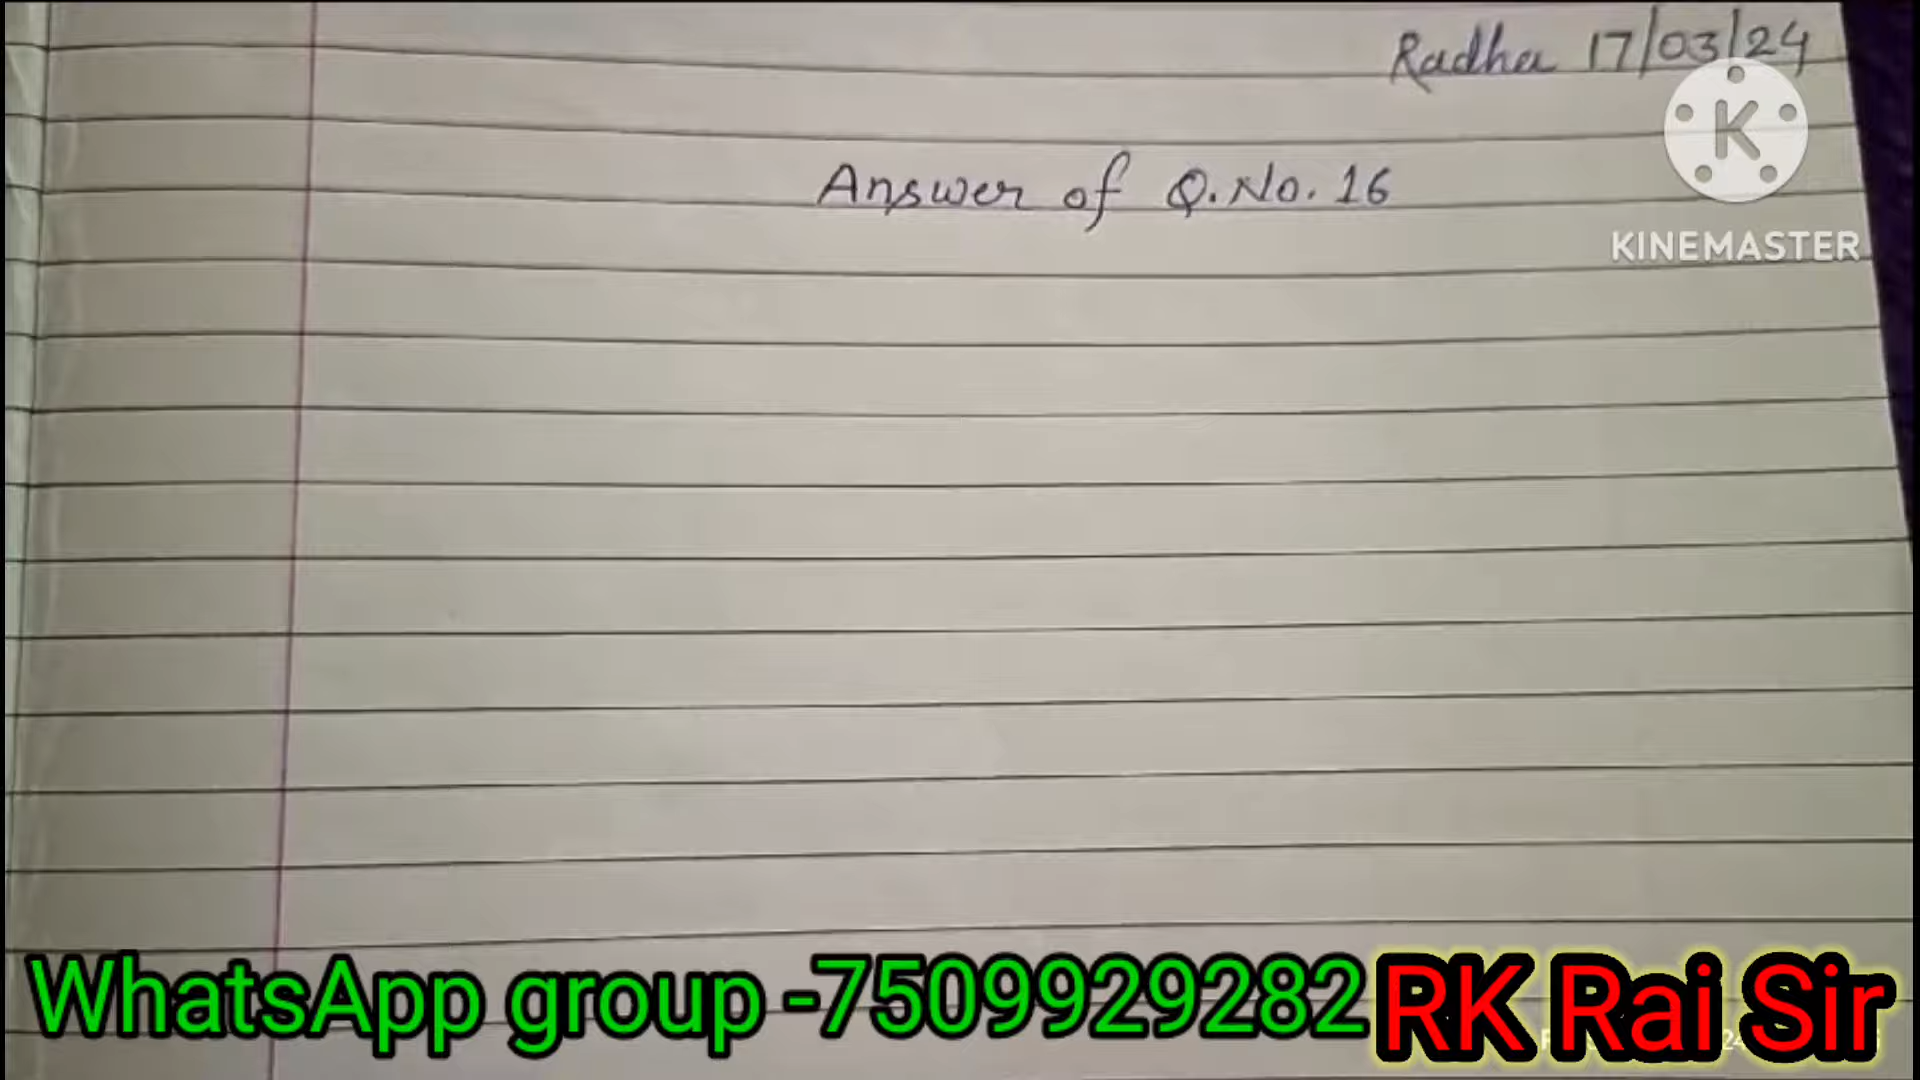 Radha 17/03/24
KINEMASTER
Answer of Q.No. 16
WhatsApp group -7509929282 RK Rai Sir